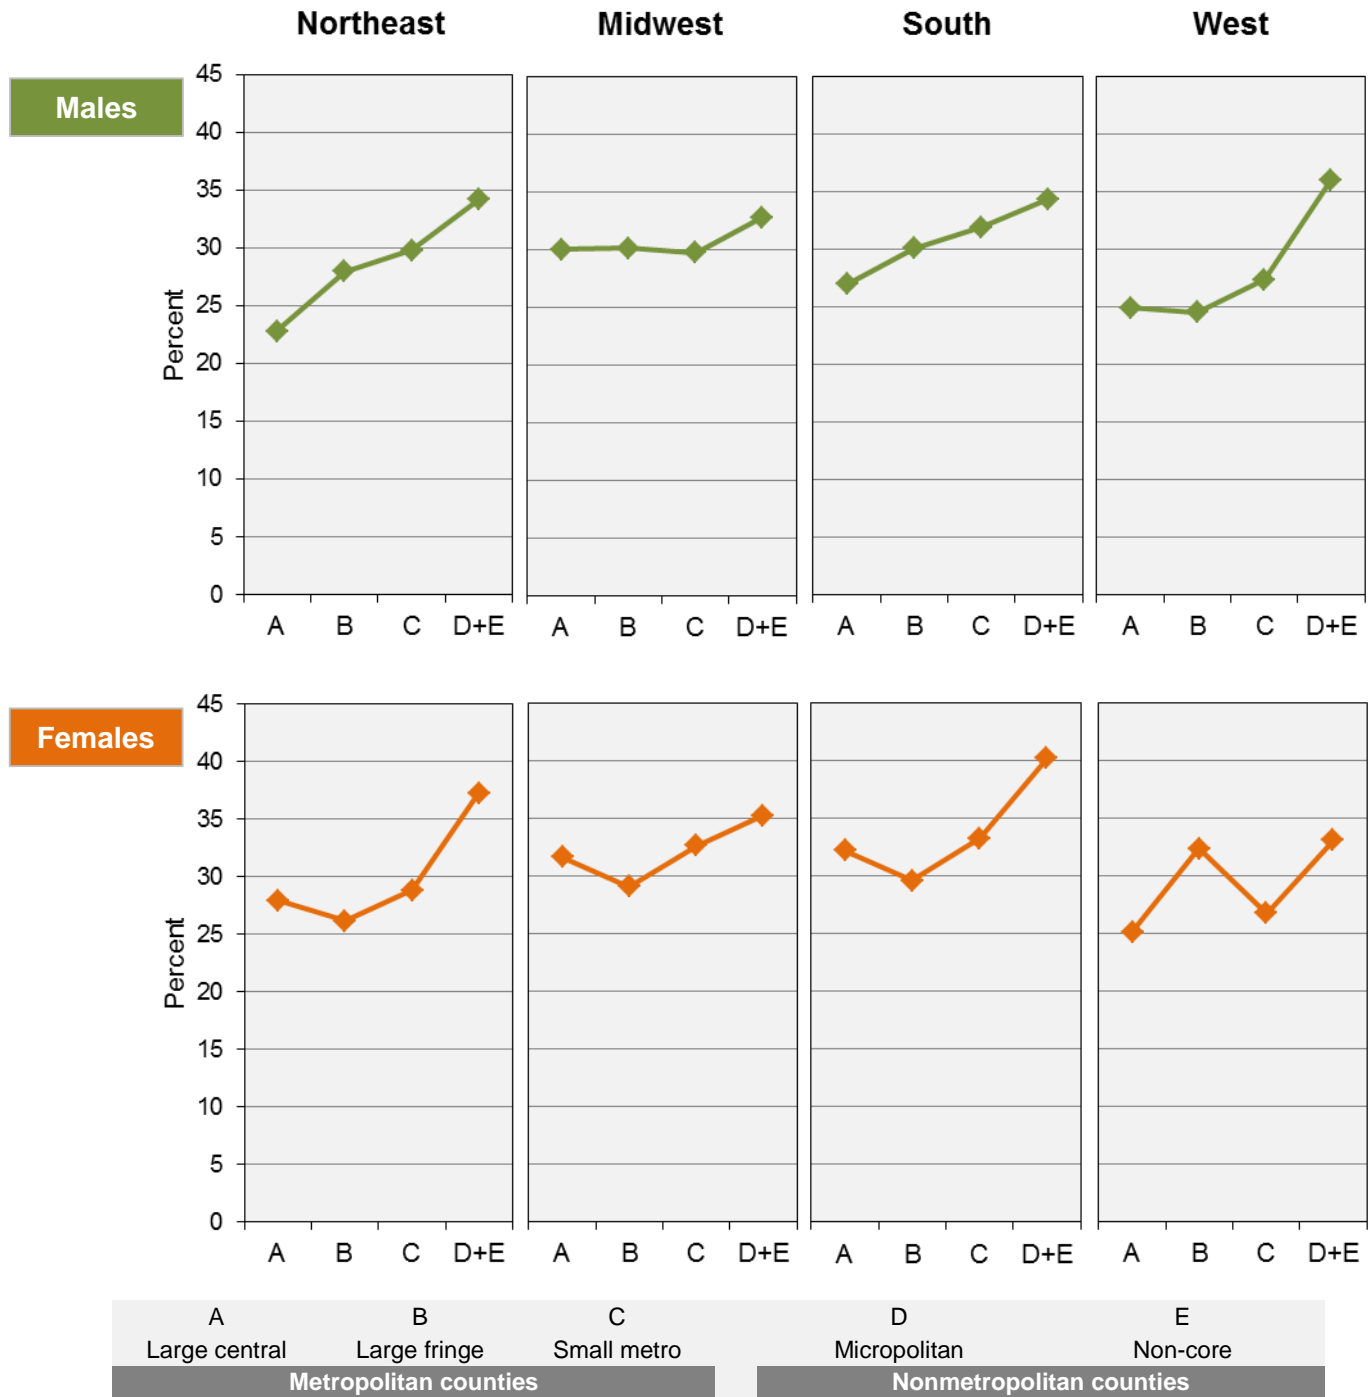 Northeast Midwest South West
Males
45
40
35
30
25
20
15
10
5
0
Percent
A B C D+E A B C D+E A B C D+E A B C D+E
Females
45
40
35
30
25
20
15
10
5
0
Percent
A B C D+E A B C D+E A B C D+E A B C D+E
A B C D E
Large central Large fringe Small metro Micropolitan Non-core
Metropolitan counties Nonmetropolitan counties